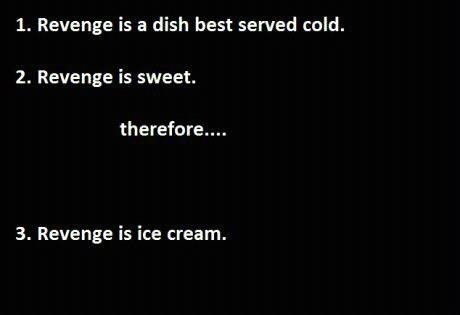 1. Revenge is a dish best served cold.
2. Revenge is sweet.
therefore....
3. Revenge is ice cream.